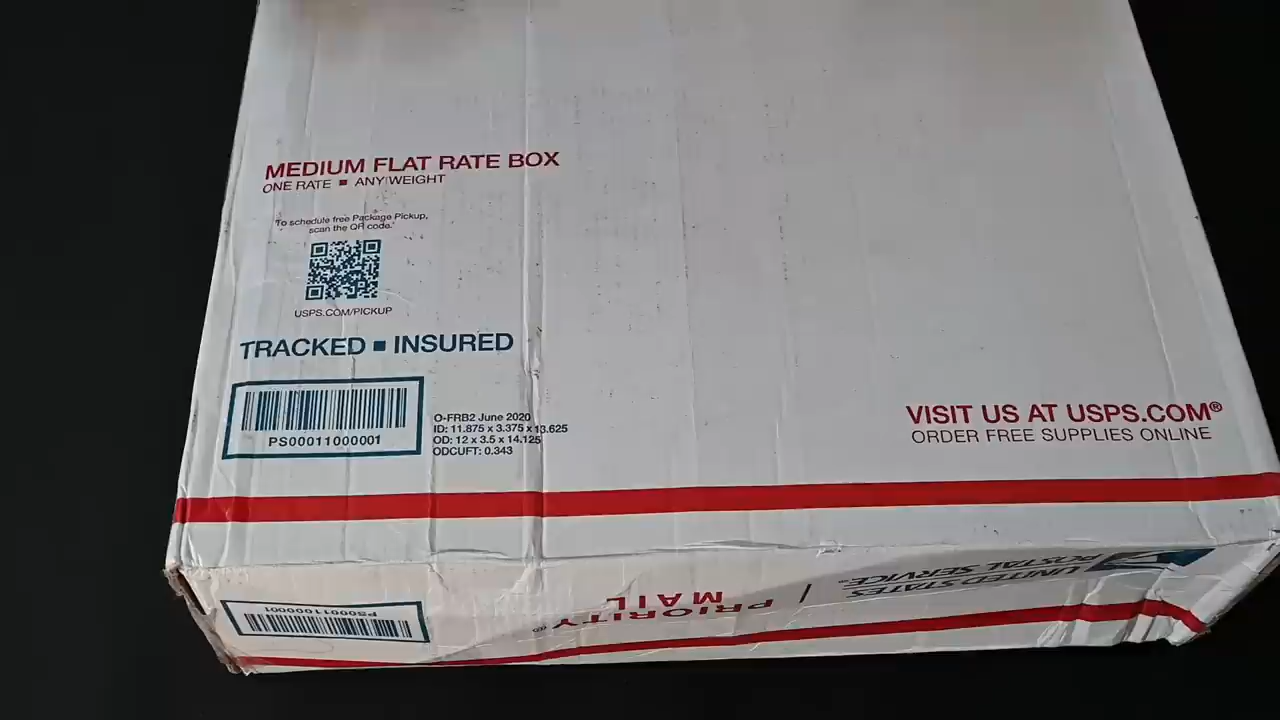 MEDIUM FLAT RATE BOX
ONE RATE ■ ANY WEIGHT
To schedule free Package Pickup,
scan the QR code.
USPS.COM/PICKUP
TRACKED ■ INSURED
PS00011000001
O-FRB2 June 2020
ID: 11.875 x 3.375 x 13.625
OD: 12 x 3.5 x 14.125
ODCUFT: 0.343
VISIT US AT USPS.COM®
ORDER FREE SUPPLIES ONLINE
UNITED STATES
POSTAL SERVICE®
PRIORITY®
MAIL
PS00011000001